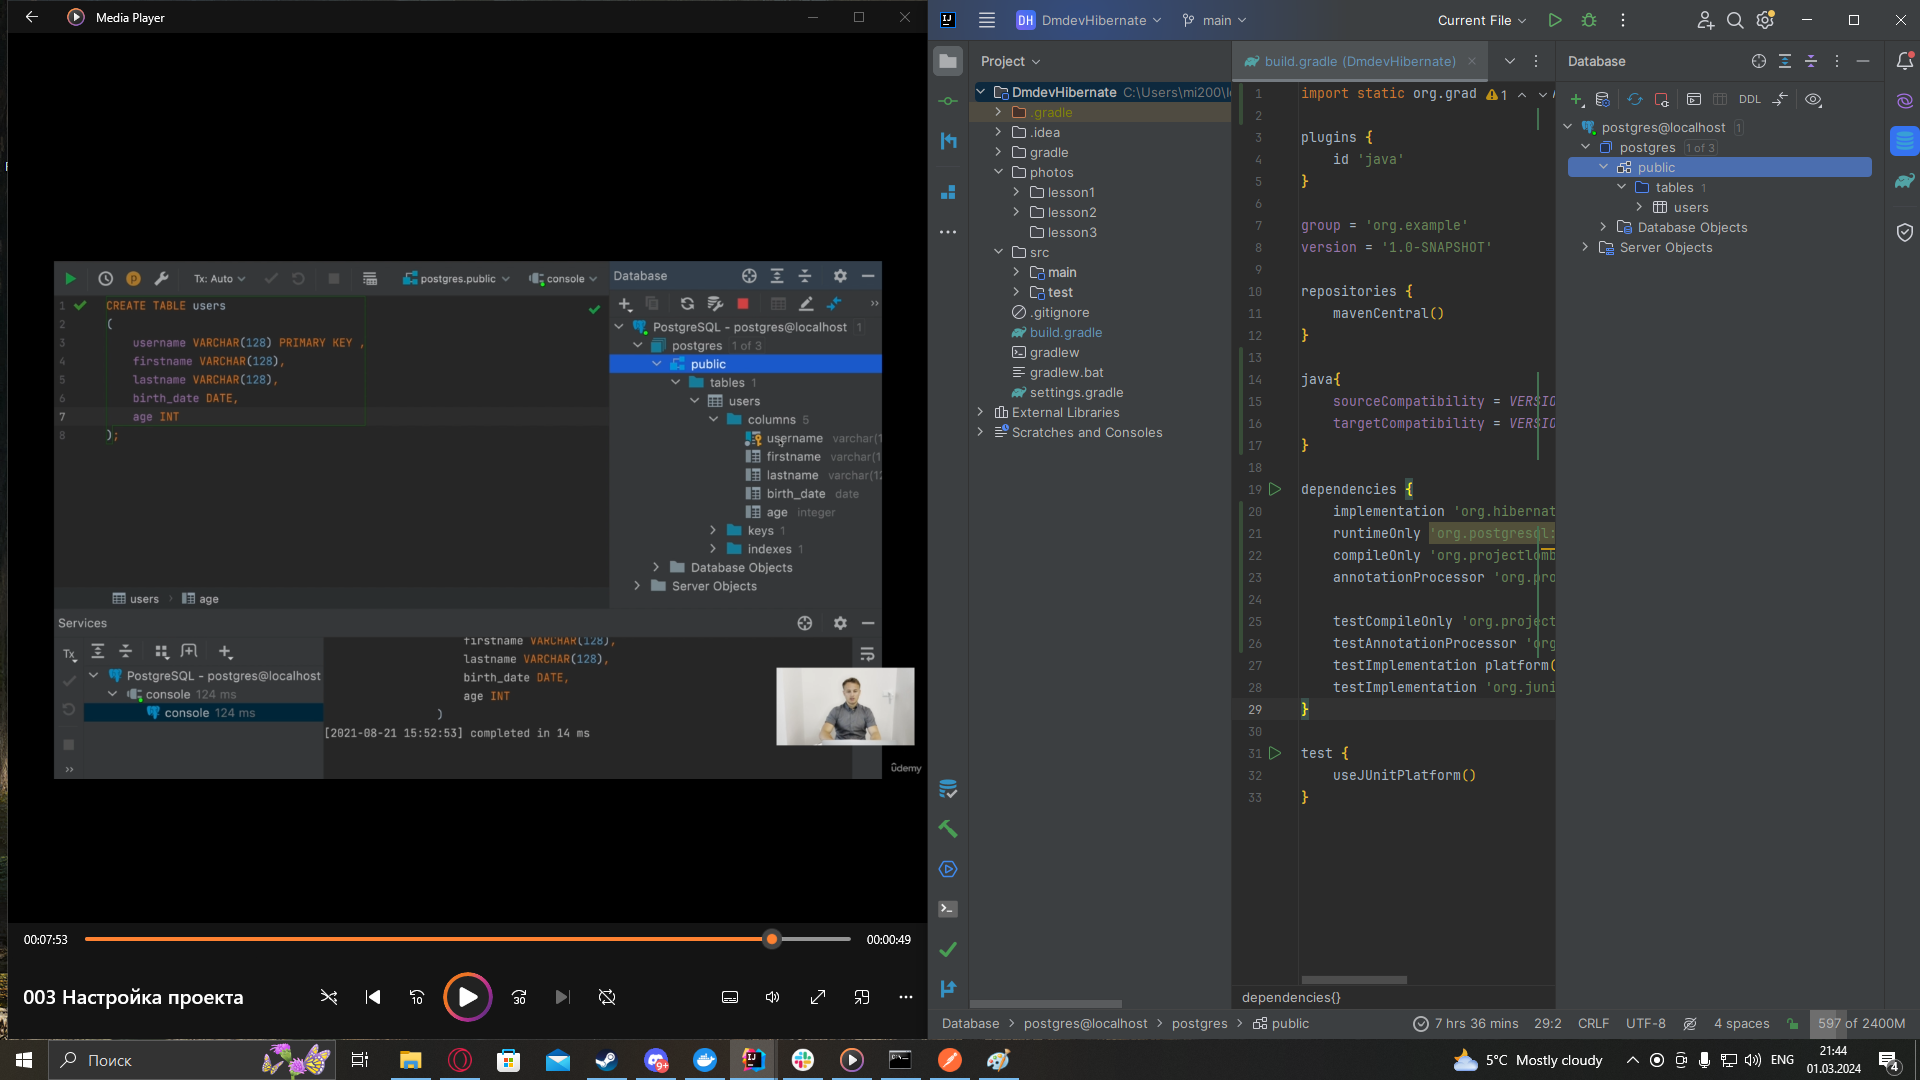 Media Player
Tx: Auto
postgres.public
console
1 CREATE TABLE users
2 (
3 username VARCHAR(128) PRIMARY KEY ,
4 firstname VARCHAR(128),
5 lastname VARCHAR(128),
6 birth_date DATE,
7 age INT
8 );
users
age
Database
PostgreSQL - postgres@localhost 1
postgres 1 of 3
public
tables 1
users
columns 5
username varchar(1
firstname varchar(1
lastname varchar(12
birth_date date
age integer
keys 1
indexes 1
Database Objects
Server Objects
Services
Tx
PostgreSQL - postgres@localhost
console 124 ms
console 124 ms
firstname VARCHAR(128),
lastname VARCHAR(128),
birth_date DATE,
age INT
)
[2021-08-21 15:52:53] completed in 14 ms
ûdemy
00:07:53
00:00:49
003 Настройка проекта
10
30
DH DmdevHibernate
main
Current File
Project
DmdevHibernate C:\Users\mi200\I
.gradle
.idea
gradle
photos
lesson1
lesson2
lesson3
src
main
test
.gitignore
build.gradle
gradlew
gradlew.bat
settings.gradle
External Libraries
Scratches and Consoles
build.gradle (DmdevHibernate)
1 import static org.grad
1
2
3 plugins {
4 id 'java'
5 }
6
7 group = 'org.example'
8 version = '1.0-SNAPSHOT'
9
10 repositories {
11 mavenCentral()
12 }
13
14 java{
15 sourceCompatibility = VERSIO
16 targetCompatibility = VERSIO
17 }
18
19 dependencies {
20 implementation 'org.hibernat
21 runtimeOnly 'org.postgresql:
22 compileOnly 'org.projectlomb
23 annotationProcessor 'org.pro
24
25 testCompileOnly 'org.project
26 testAnnotationProcessor 'org
27 testImplementation platform(
28 testImplementation 'org.juni
29 }
30
31 test {
32 useJUnitPlatform()
33 }
dependencies{}
Database
DDL
postgres@localhost 1
postgres 1 of 3
public
tables 1
users
Database Objects
Server Objects
Database > postgres@localhost > postgres > public
7 hrs 36 mins
29:2
CRLF
UTF-8
4 spaces
597 of 2400M
Поиск
9+
5°C Mostly cloudy
ENG
21:44
01.03.2024
4